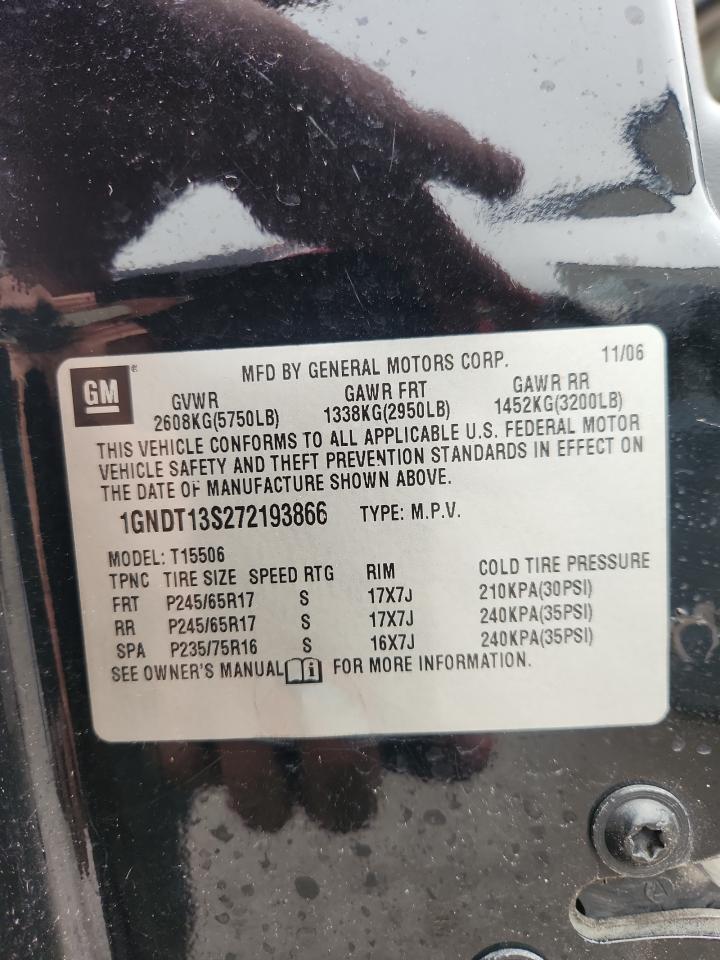 GM®
MFD BY GENERAL MOTORS CORP. 11/06
GVWR GAWR FRT GAWR RR
2608KG(5750LB) 1338KG(2950LB) 1452KG(3200LB)
THIS VEHICLE CONFORMS TO ALL APPLICABLE U.S. FEDERAL MOTOR
VEHICLE SAFETY AND THEFT PREVENTION STANDARDS IN EFFECT ON
THE DATE OF MANUFACTURE SHOWN ABOVE.
1GNDT13S272193866 TYPE: M.P.V.
MODEL: T15506
TPNC TIRE SIZE SPEED RTG RIM COLD TIRE PRESSURE
FRT P245/65R17 S 17X7J 210KPA(30PSI)
RR P245/65R17 S 17X7J 240KPA(35PSI)
SPA P235/75R16 S 16X7J 240KPA(35PSI)
SEE OWNER'S MANUAL i FOR MORE INFORMATION.